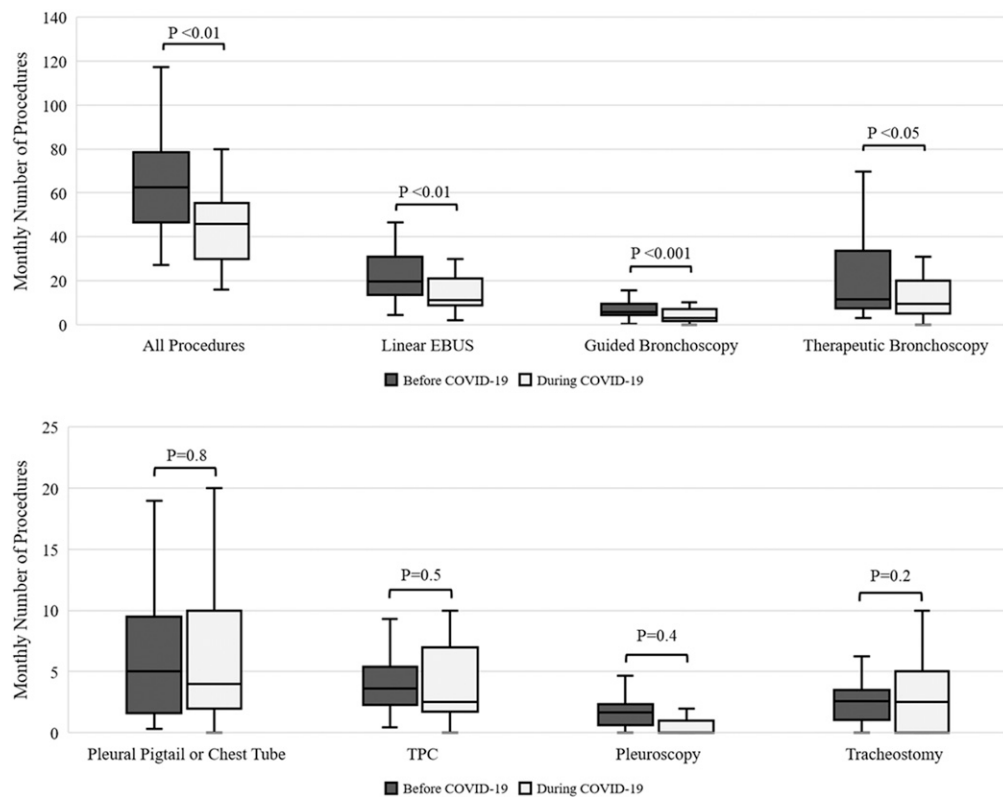 Monthly Number of Procedures
140
120
100
80
60
40
20
0
P <0.01
P <0.01
P <0.001
P <0.05
All Procedures
Linear EBUS
Guided Bronchoscopy
Therapeutic Bronchoscopy
Before COVID-19
During COVID-19
Monthly Number of Procedures
25
20
15
10
5
0
P=0.8
P=0.5
P=0.4
P=0.2
Pleural Pigtail or Chest Tube
TPC
Pleuroscopy
Tracheostomy
Before COVID-19
During COVID-19